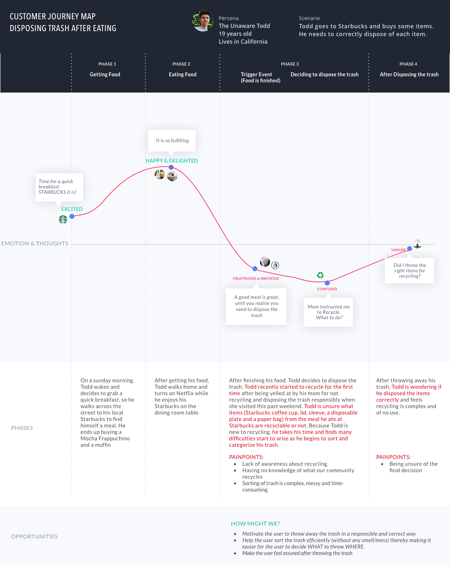 CUSTOMER JOURNEY MAP
DISPOSING TRASH AFTER EATING
Persona
The Unaware Todd
19 years old
Lives in California
Scenario
Todd goes to Starbucks and buys some items.
He needs to correctly dispose of each item.
PHASE 1
Getting Food
PHASE 2
Eating Food
PHASE 3
Trigger Event
(Food is finished)
Deciding to dispose the trash
PHASE 4
After Disposing the trash
It is so fulfilling
HAPPY & DELIGHTED
Time for a quick
breakfast,
STARBUCKS it is!
EXCITED
EMOTION & THOUGHTS
UNSURE
Did I throw the
right items for
recycling?
FRUSTRATED & IRRITATED
A good meal is great,
until you realise you
need to dispose the
trash
CONFUSED
Mom instructed me
to Recycle.
What to do?
PHASES
On a sunday morning,
Todd wakes and
decides to grab a
quick breakfast, so he
walks across the
street to his local
Starbucks to find
himself a meal. He
ends up buying a
Mocha Frappuchino
and a muffin
After getting his food,
Todd walks home and
turns on Netflix while
he enjoys his
Starbucks on the
dining room table.
After finishing his food. Todd decides to dispose the
trash. Todd recently started to recycle for the first
time after being yelled at by his mom for not
recycling and disposing the trash responsibly when
she visited this past weekend. Todd is unsure what
items (Starbucks coffee cup, lid, sleeve, a disposable
plate and a paper bag) from the meal he ate at
Starbucks are recyclable or not. Because Todd is
new to recycling, he takes his time and finds many
difficulties start to arise as he begins to sort and
categorize his trash.
PAINPOINTS:
• Lack of awareness about recycling.
• Having no knowledge of what our community
recycles
• Sorting of trash is complex, messy and time-
consuming
After throwing away his
trash, Todd is wondering if
he disposed the items
correctly and feels
recycling is complex and
of no use.
PAINPOINTS:
• Being unsure of the
final decision
OPPORTUNITIES
HOW MIGHT WE?
• Motivate the user to throw away the trash in a responsible and correct way
• Help the user sort the trash efficiently (without any smell/mess) thereby making it
easier for the user to decide WHAT to throw WHERE.
• Make the user feel assured after throwing the trash